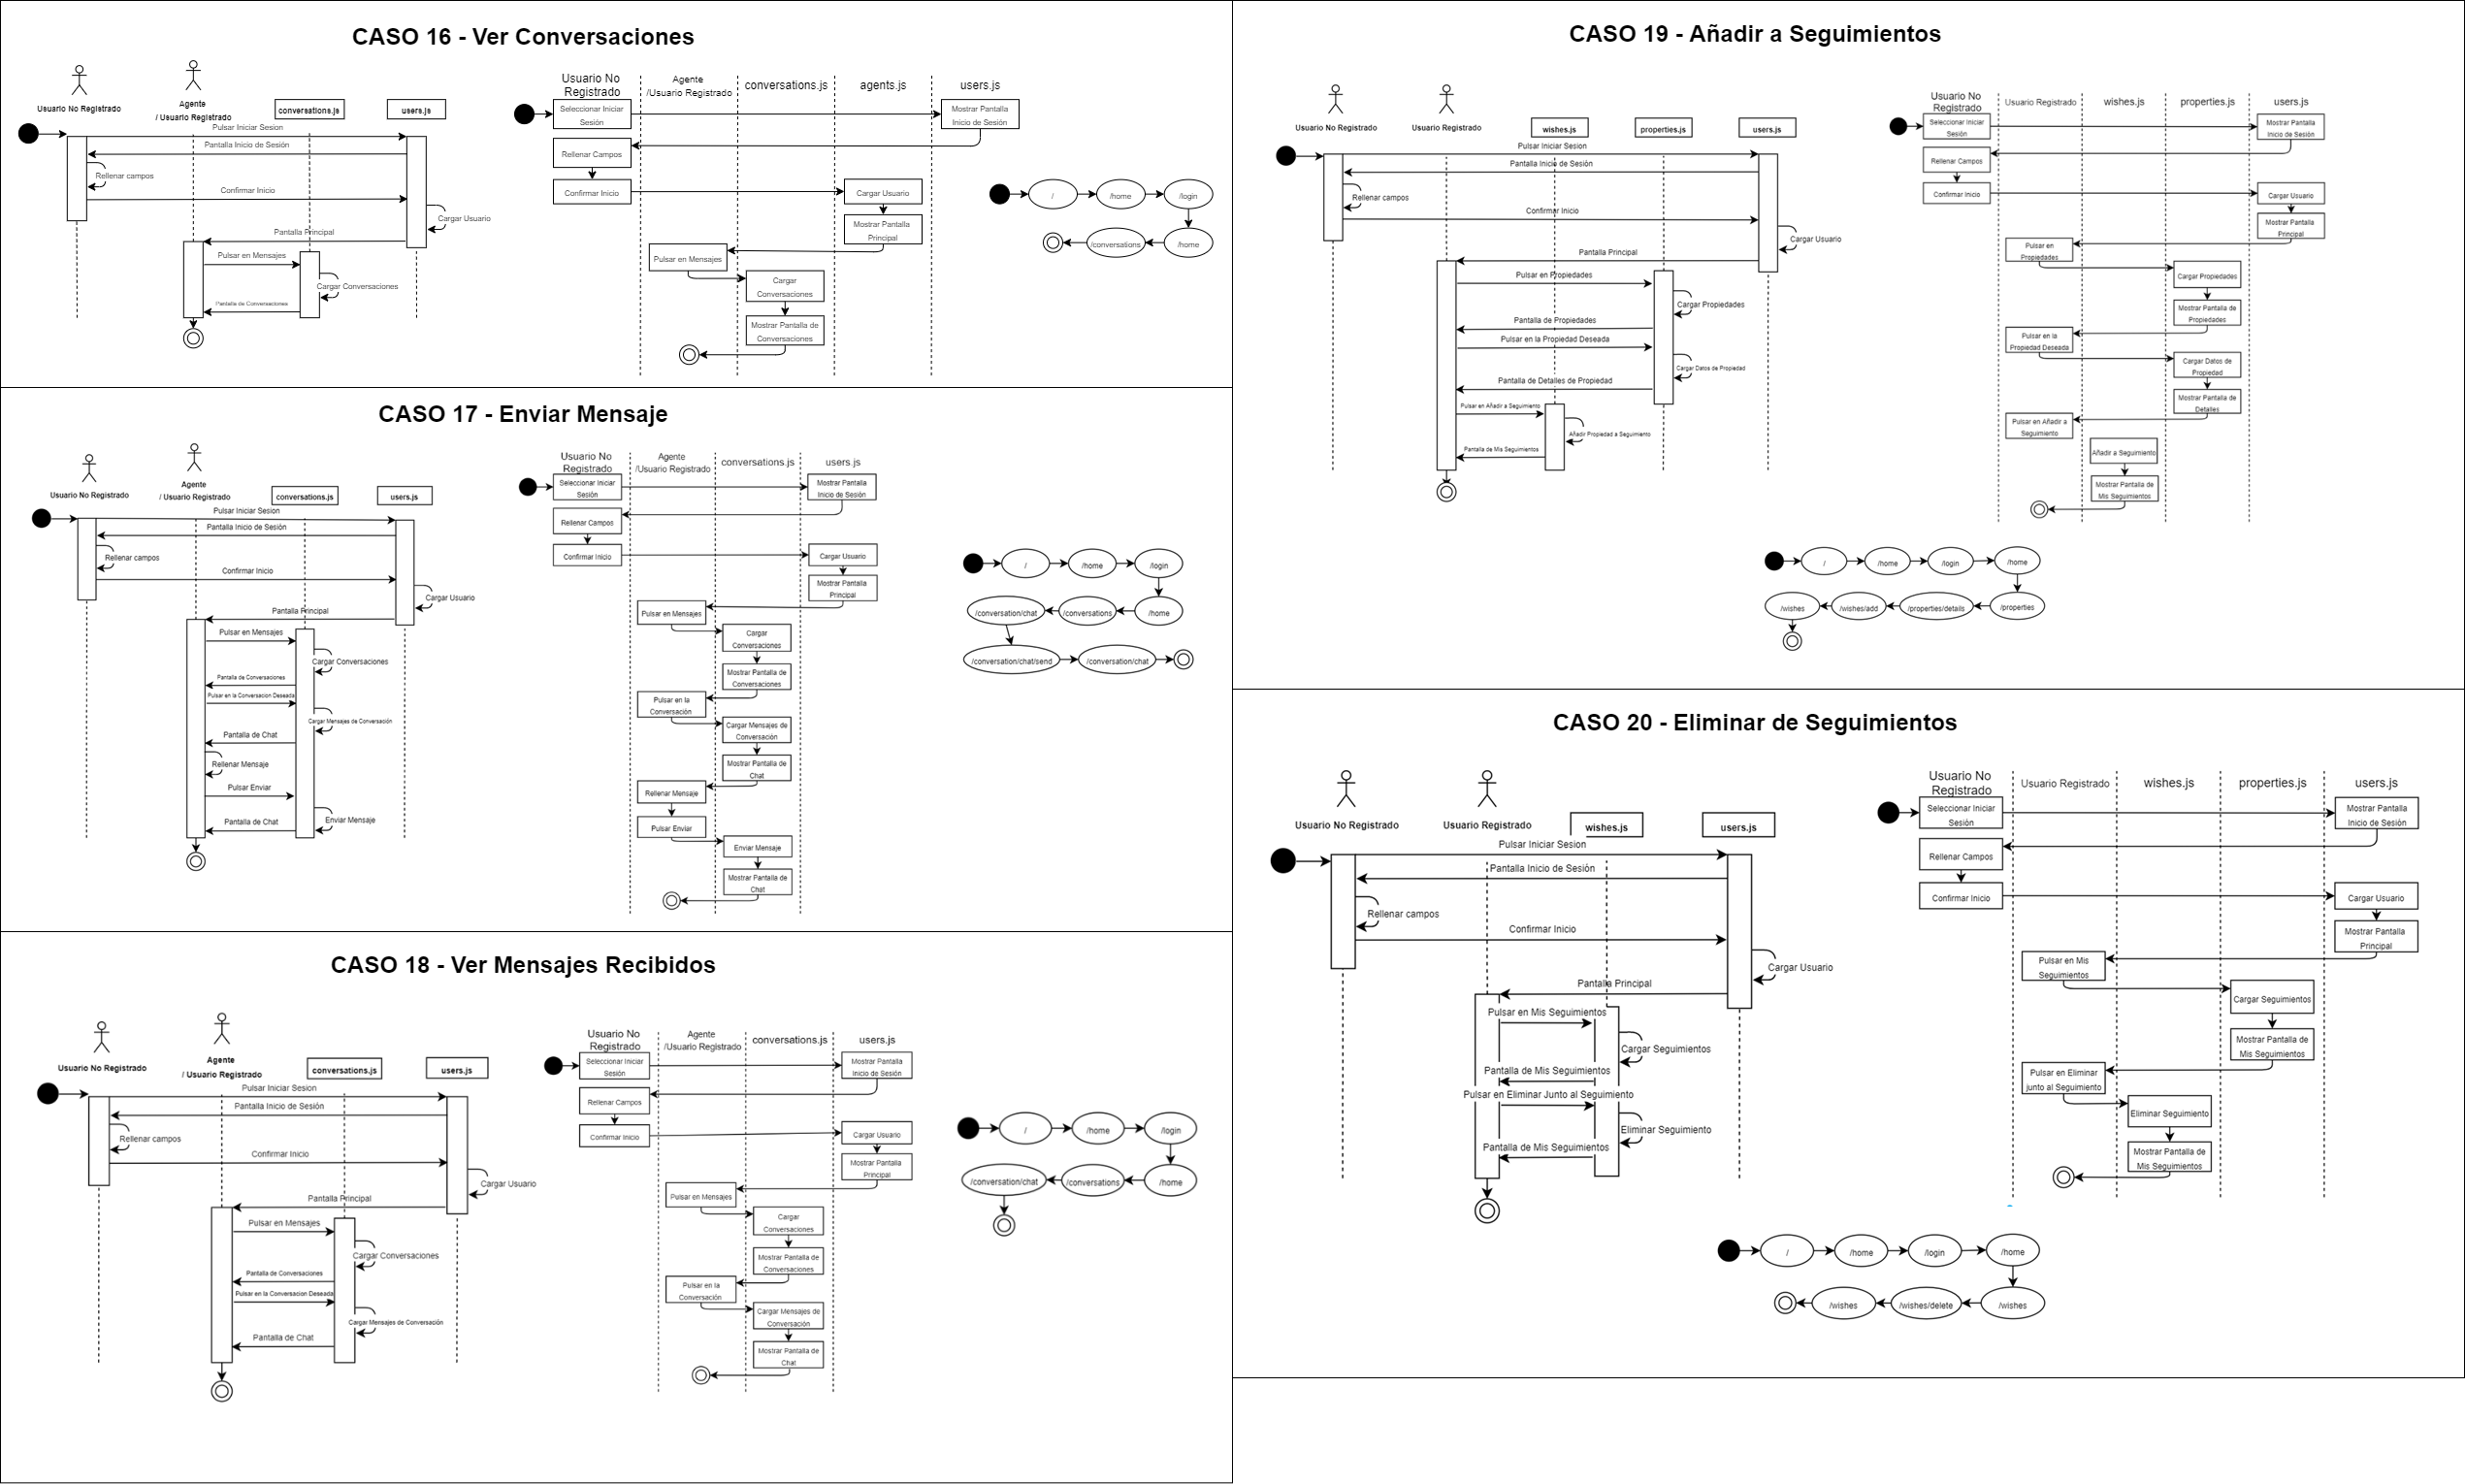 CASO 16 - Ver Conversaciones
Usuario No Registrado
Agente
/ Usuario Registrado
conversations.js
users.js
Pulsar Iniciar Sesion
Pantalla Inicio de Sesión
Rellenar campos
Confirmar Inicio
Cargar Usuario
Pantalla Principal
Pulsar en Mensajes
Cargar Conversaciones
Pantalla de Conversaciones
Usuario No
Registrado
Agente
/Usuario Registrado
conversations.js
agents.js
users.js
Seleccionar Iniciar
Sesión
Mostrar Pantalla
Inicio de Sesión
Rellenar Campos
Confirmar Inicio
Cargar Usuario
Mostrar Pantalla
Principal
Pulsar en Mensajes
Cargar
Conversaciones
Mostrar Pantalla de
Conversaciones
/
/home
/login
/home
/conversations
CASO 17 - Enviar Mensaje
Usuario No Registrado
Agente
/ Usuario Registrado
conversations.js
users.js
Pulsar Iniciar Sesion
Pantalla Inicio de Sesión
Rellenar campos
Confirmar Inicio
Cargar Usuario
Pantalla Principal
Pulsar en Mensajes
Cargar Conversaciones
Pantalla de Conversaciones
Pulsar en la Conversacion Deseada
Cargar Mensajes de Conversación
Pantalla de Chat
Rellenar Mensaje
Pulsar Enviar
Enviar Mensaje
Pantalla de Chat
Usuario No
Registrado
Agente
/Usuario Registrado
conversations.js
users.js
Seleccionar Iniciar
Sesión
Mostrar Pantalla
Inicio de Sesión
Rellenar Campos
Confirmar Inicio
Cargar Usuario
Mostrar Pantalla
Principal
Pulsar en Mensajes
Cargar
Conversaciones
Mostrar Pantalla de
Conversaciones
Pulsar en la
Conversación
Cargar Mensajes de
Conversación
Mostrar Pantalla de
Chat
Rellenar Mensaje
Pulsar Enviar
Enviar Mensaje
Mostrar Pantalla de
Chat
/
/home
/login
/home
/conversations
/conversation/chat
/conversation/chat/send
/conversation/chat
CASO 18 - Ver Mensajes Recibidos
Usuario No Registrado
Agente
/ Usuario Registrado
conversations.js
users.js
Pulsar Iniciar Sesion
Pantalla Inicio de Sesión
Rellenar campos
Confirmar Inicio
Cargar Usuario
Pantalla Principal
Pulsar en Mensajes
Cargar Conversaciones
Pantalla de Conversaciones
Pulsar en la Conversacion Deseada
Cargar Mensajes de Conversación
Pantalla de Chat
Usuario No
Registrado
Agente
/Usuario Registrado
conversations.js
users.js
Seleccionar Iniciar
Sesión
Mostrar Pantalla
Inicio de Sesión
Rellenar Campos
Confirmar Inicio
Cargar Usuario
Mostrar Pantalla
Principal
Pulsar en Mensajes
Cargar
Conversaciones
Mostrar Pantalla de
Conversaciones
Pulsar en la
Conversación
Cargar Mensajes de
Conversación
Mostrar Pantalla de
Chat
/
/home
/login
/home
/conversations
/conversation/chat
CASO 19 - Añadir a Seguimientos
Usuario No Registrado
Usuario Registrado
wishes.js
properties.js
users.js
Pulsar Iniciar Sesion
Pantalla Inicio de Sesión
Rellenar campos
Confirmar Inicio
Cargar Usuario
Pantalla Principal
Pulsar en Propiedades
Cargar Propiedades
Pantalla de Propiedades
Pulsar en la Propiedad Deseada
Cargar Datos de Propiedad
Pantalla de Detalles de Propiedad
Pulsar en Añadir a Seguimiento
Añadir Propiedad a Seguimiento
Pantalla de Mis Seguimientos
Usuario No
Registrado
Usuario Registrado
wishes.js
properties.js
users.js
Seleccionar Iniciar
Sesión
Mostrar Pantalla
Inicio de Sesión
Rellenar Campos
Confirmar Inicio
Cargar Usuario
Mostrar Pantalla
Principal
Pulsar en
Propiedades
Cargar Propiedades
Mostrar Pantalla de
Propiedades
Pulsar en la
Propiedad Deseada
Cargar Datos de
Propiedad
Mostrar Pantalla de
Detalles
Pulsar en Añadir a
Seguimiento
Añadir a Seguimiento
Mostrar Pantalla de
Mis Seguimientos
/
/home
/login
/home
/properties
/properties/details
/wishes/add
/wishes
CASO 20 - Eliminar de Seguimientos
Usuario No Registrado
Usuario Registrado
wishes.js
users.js
Pulsar Iniciar Sesion
Pantalla Inicio de Sesión
Rellenar campos
Confirmar Inicio
Cargar Usuario
Pantalla Principal
Pulsar en Mis Seguimientos
Cargar Seguimientos
Pantalla de Mis Seguimientos
Pulsar en Eliminar Junto al Seguimiento
Eliminar Seguimiento
Pantalla de Mis Seguimientos
Usuario No
Registrado
Usuario Registrado
wishes.js
properties.js
users.js
Seleccionar Iniciar
Sesión
Mostrar Pantalla
Inicio de Sesión
Rellenar Campos
Confirmar Inicio
Cargar Usuario
Mostrar Pantalla
Principal
Pulsar en Mis
Seguimientos
Cargar Seguimientos
Mostrar Pantalla de
Mis Seguimientos
Pulsar en Eliminar
junto al Seguimiento
Eliminar Seguimiento
Mostrar Pantalla de
Mis Seguimientos
/
/home
/login
/home
/wishes
/wishes/delete
/wishes